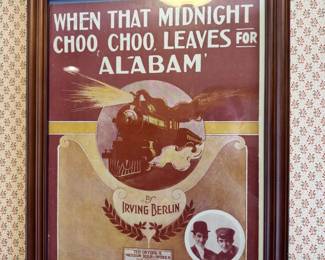 WHEN THAT MIDNIGHT
CHOO, CHOO, LEAVES FOR
'ALABAM'
BY
IRVING BERLIN